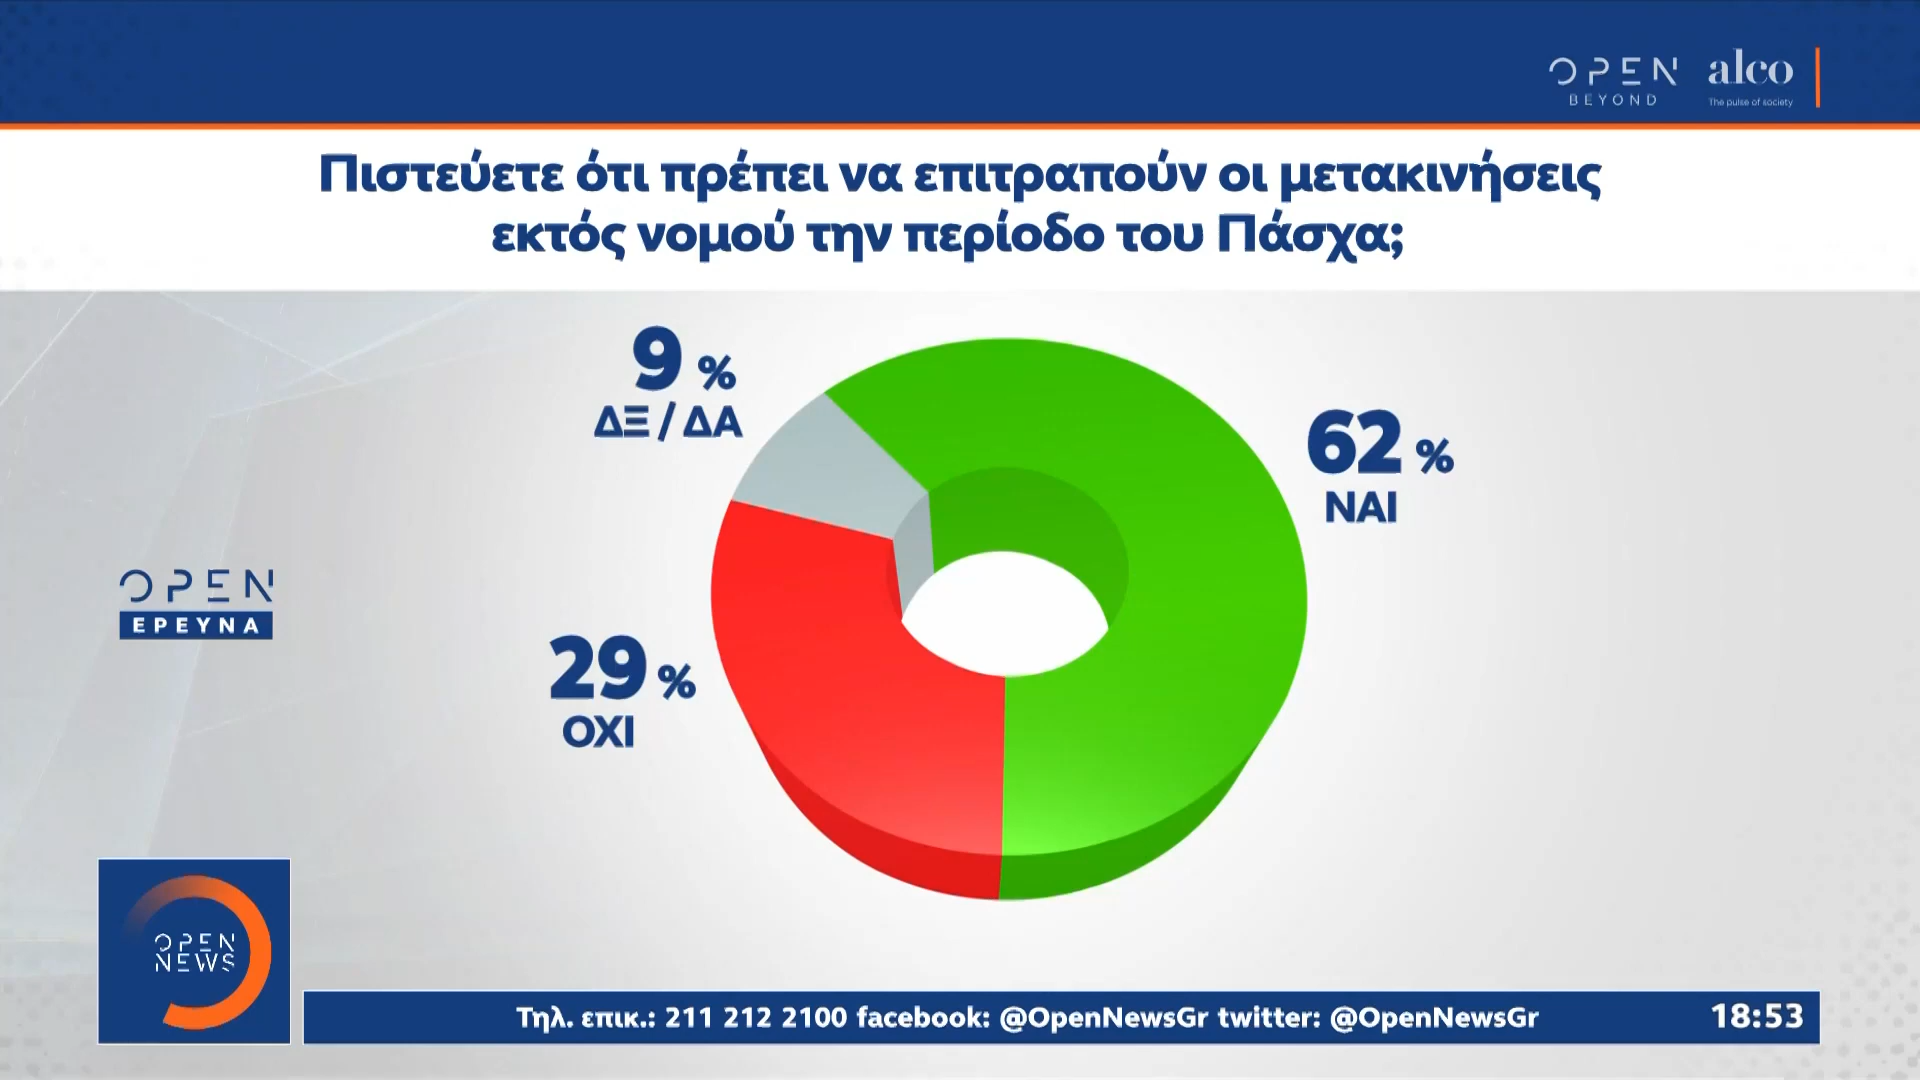 OPEN
BEYOND
alco
The pulse of society
Πιστεύετε ότι πρέπει να επιτραπούν οι μετακινήσεις
εκτός νομού την περίοδο του Πάσχα;
9 %
ΔΞ / ΔΑ
62 %
ΝΑΙ
OPEN
ΕΡΕΥΝΑ
29 %
ΟΧΙ
OPEN
NEWS
Τηλ. επικ.: 211 212 2100 facebook: @OpenNewsGr twitter: @OpenNewsGr
18:53